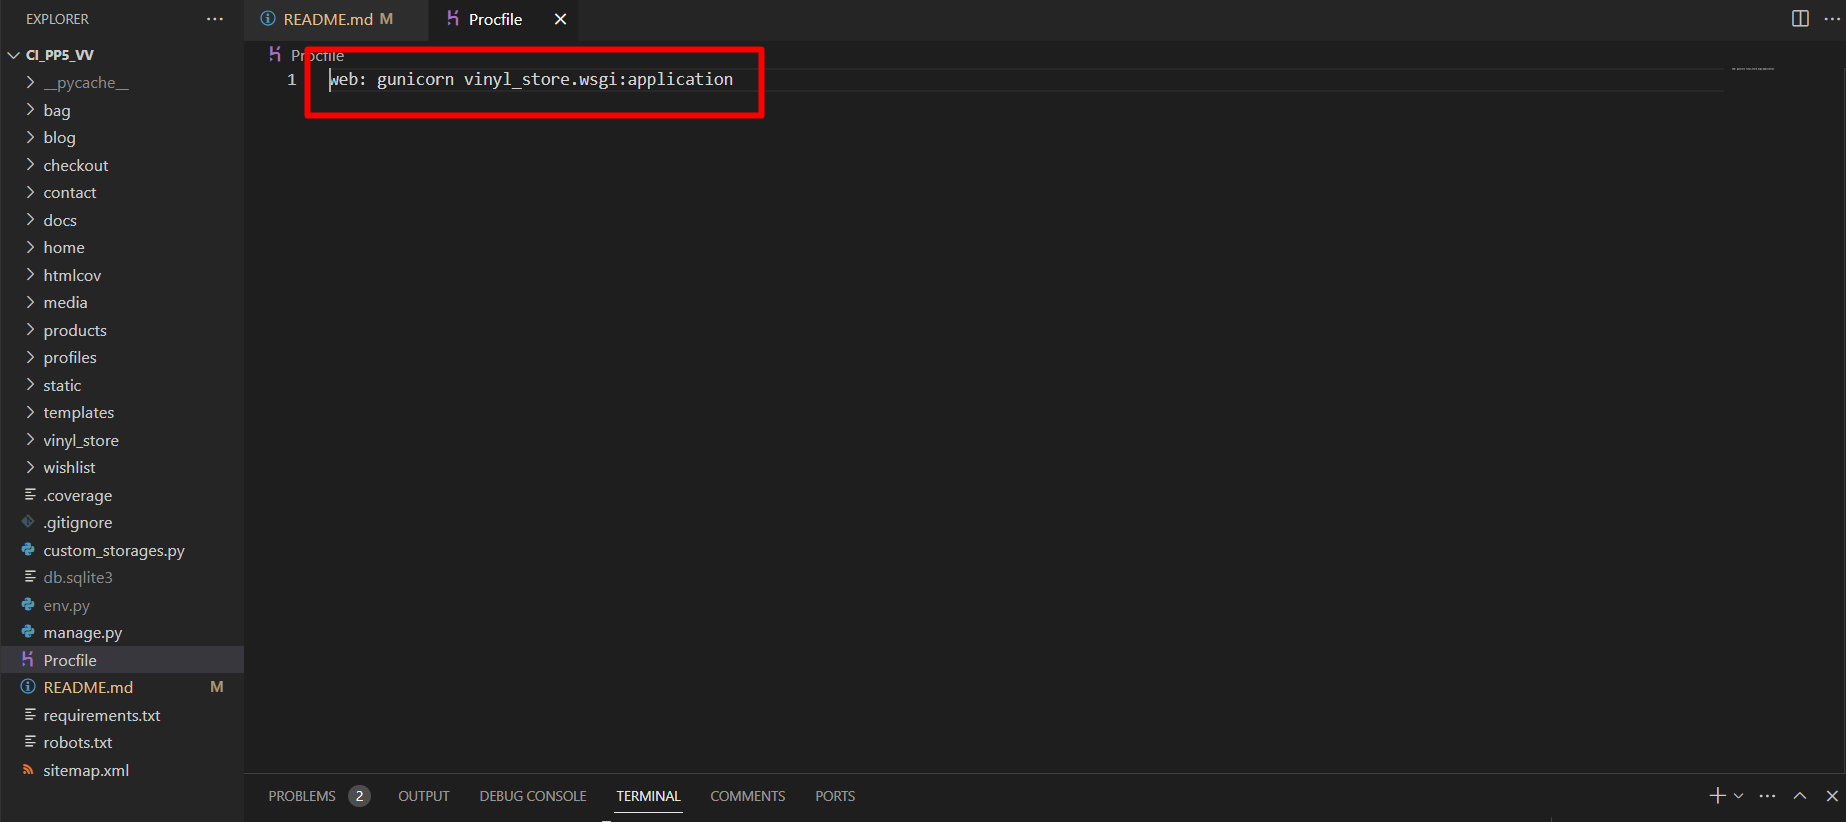 EXPLORER
CI_PP5_VV
__pycache__
bag
blog
checkout
contact
docs
home
htmlcov
media
products
profiles
static
templates
vinyl_store
wishlist
.coverage
.gitignore
custom_storages.py
db.sqlite3
env.py
manage.py
Procfile
README.md M
requirements.txt
robots.txt
sitemap.xml
README.md M Procfile
Procfile
1 web: gunicorn vinyl_store.wsgi:application
PROBLEMS 2 OUTPUT DEBUG CONSOLE TERMINAL COMMENTS PORTS